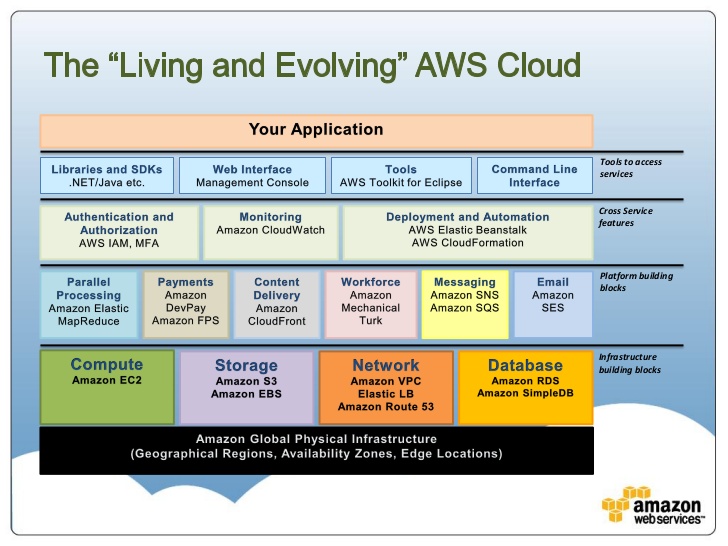 The “Living and Evolving” AWS Cloud
Your Application
Libraries and SDKs
.NET/Java etc.
Web Interface
Management Console
Tools
AWS Toolkit for Eclipse
Command Line
Interface
Tools to access
services
Authentication and
Authorization
AWS IAM, MFA
Monitoring
Amazon CloudWatch
Deployment and Automation
AWS Elastic Beanstalk
AWS CloudFormation
Cross Service
features
Parallel
Processing
Amazon Elastic
MapReduce
Payments
Amazon
DevPay
Amazon FPS
Content
Delivery
Amazon
CloudFront
Workforce
Amazon
Mechanical
Turk
Messaging
Amazon SNS
Amazon SQS
Email
Amazon
SES
Platform building
blocks
Compute
Amazon EC2
Storage
Amazon S3
Amazon EBS
Network
Amazon VPC
Elastic LB
Amazon Route 53
Database
Amazon RDS
Amazon SimpleDB
Infrastructure
building blocks
Amazon Global Physical Infrastructure
(Geographical Regions, Availability Zones, Edge Locations)
amazon
webservices™